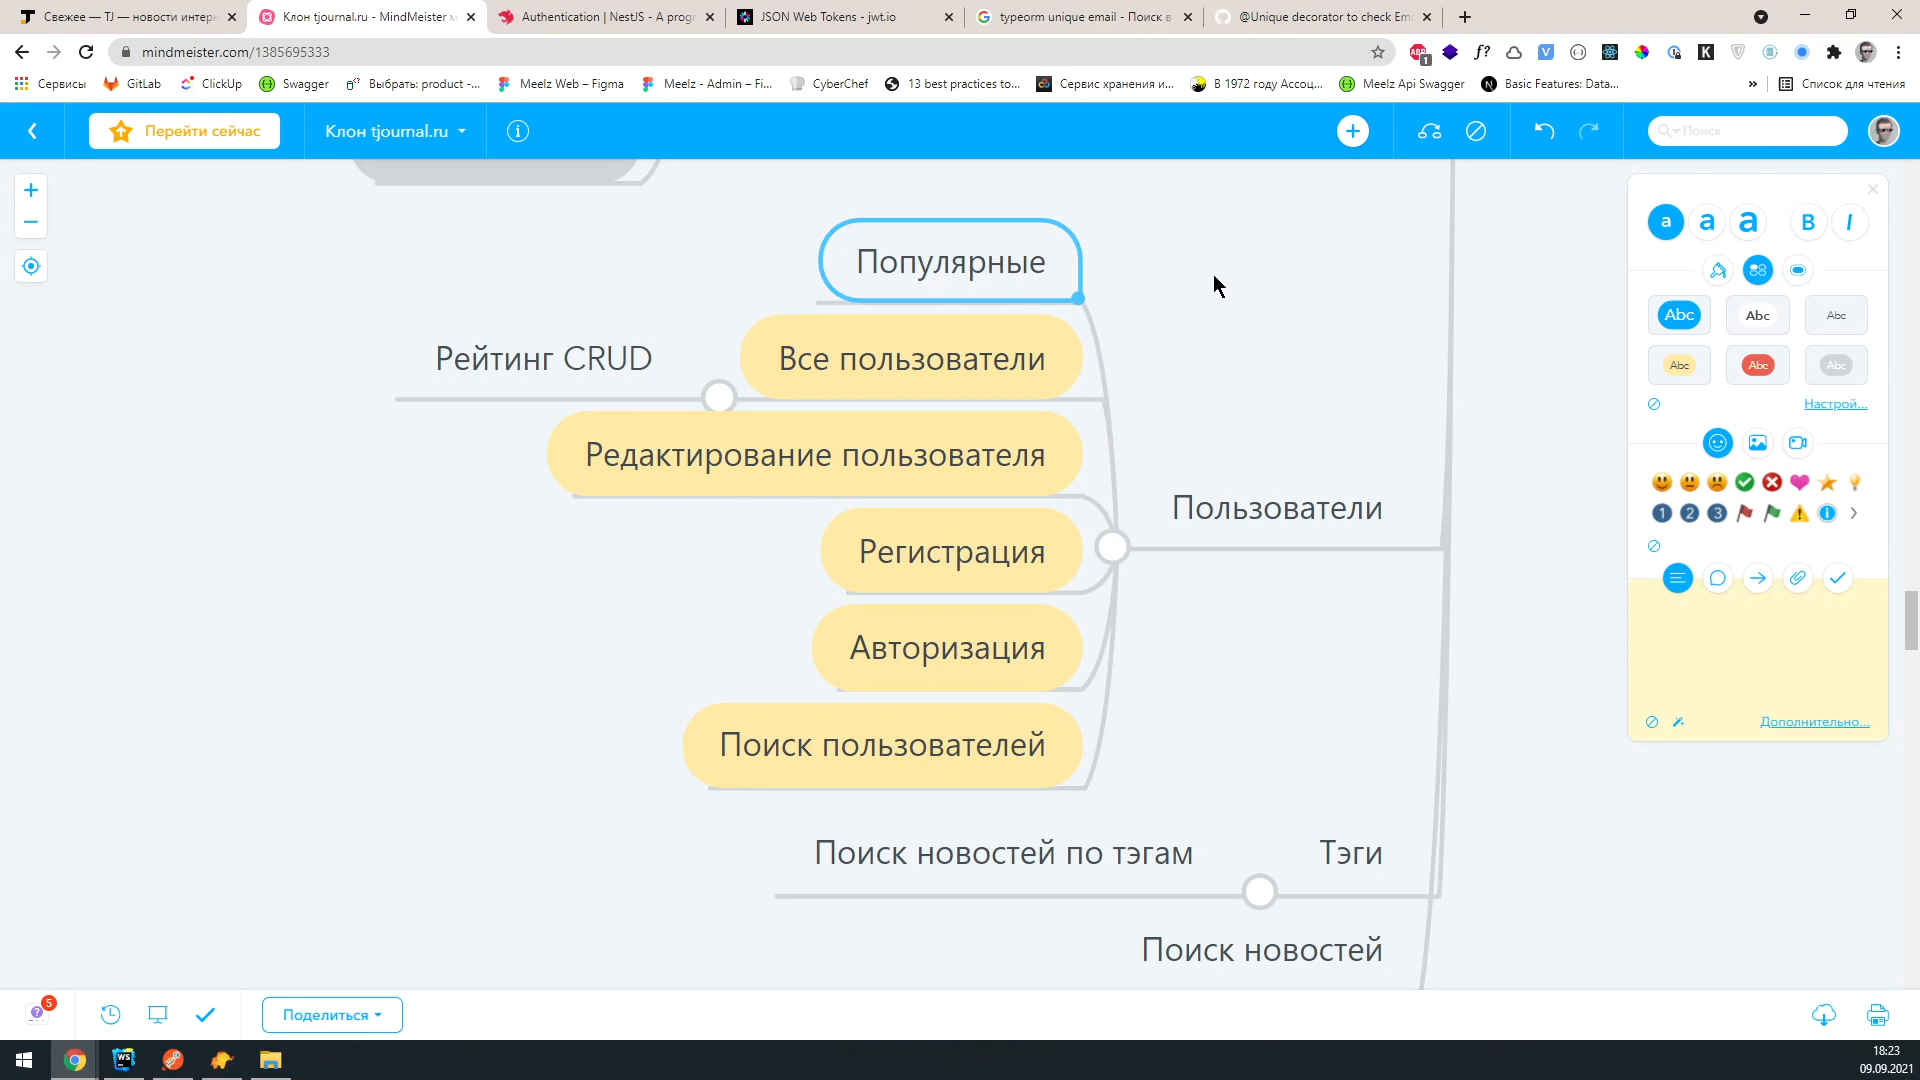 Свежее — TJ — новости интерн
Клон tjournal.ru - MindMeister м
Authentication | NestJS - A progr
JSON Web Tokens - jwt.io
typeorm unique email - Поиск в
@Unique decorator to check Em
mindmeister.com/1385695333
Сервисы
GitLab
ClickUp
Swagger
Выбрать: product -...
Meelz Web – Figma
Meelz - Admin – Fi...
CyberChef
13 best practices to...
Сервис хранения и...
В 1972 году Ассоц...
Meelz Api Swagger
Basic Features: Data...
»
Список для чтения
Перейти сейчас
Клон tjournal.ru
Поиск
Популярные
Рейтинг CRUD
Все пользователи
Редактирование пользователя
Пользователи
Регистрация
Авторизация
Поиск пользователей
Поиск новостей по тэгам
Тэги
Поиск новостей
a a a B I
Abc Abc Abc
Abc Abc Abc
Настрой...
1 2 3
Дополнительно...
5
Поделиться
18:23
09.09.2021